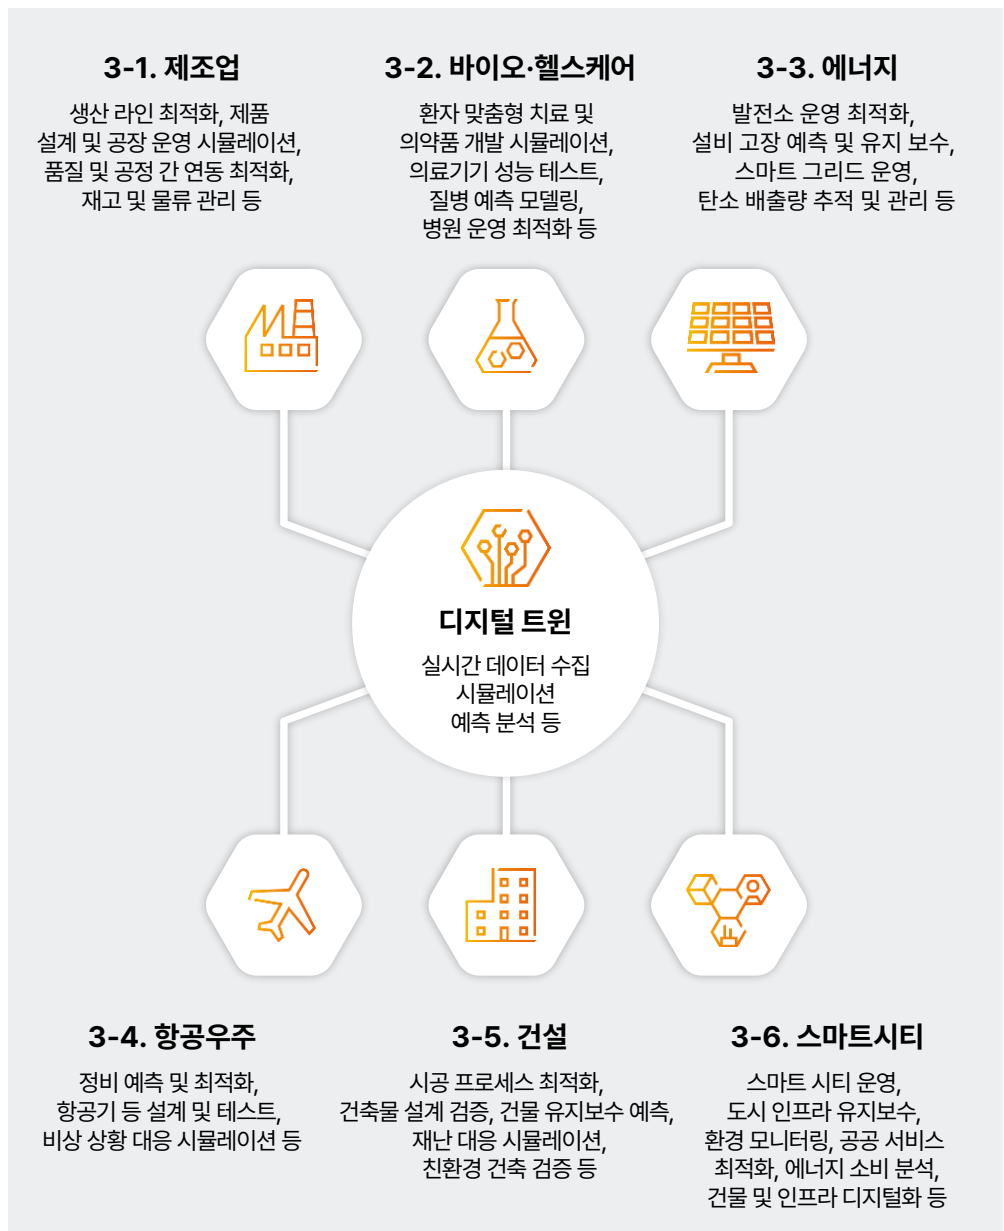 3-1. 제조업
생산 라인 최적화, 제품
설계 및 공장 운영 시뮬레이션,
품질 및 공정 간 연동 최적화,
재고 및 물류 관리 등
3-2. 바이오·헬스케어
환자 맞춤형 치료 및
의약품 개발 시뮬레이션,
의료기기 성능 테스트,
질병 예측 모델링,
병원 운영 최적화 등
3-3. 에너지
발전소 운영 최적화,
설비 고장 예측 및 유지 보수,
스마트 그리드 운영,
탄소 배출량 추적 및 관리 등
디지털 트윈
실시간 데이터 수집
시뮬레이션
예측 분석 등
3-4. 항공우주
정비 예측 및 최적화,
항공기 등 설계 및 테스트,
비상 상황 대응 시뮬레이션 등
3-5. 건설
시공 프로세스 최적화,
건축물 설계 검증, 건물 유지보수 예측,
재난 대응 시뮬레이션,
친환경 건축 검증 등
3-6. 스마트시티
스마트 시티 운영,
도시 인프라 유지보수,
환경 모니터링, 공공 서비스
최적화, 에너지 소비 분석,
건물 및 인프라 디지털화 등